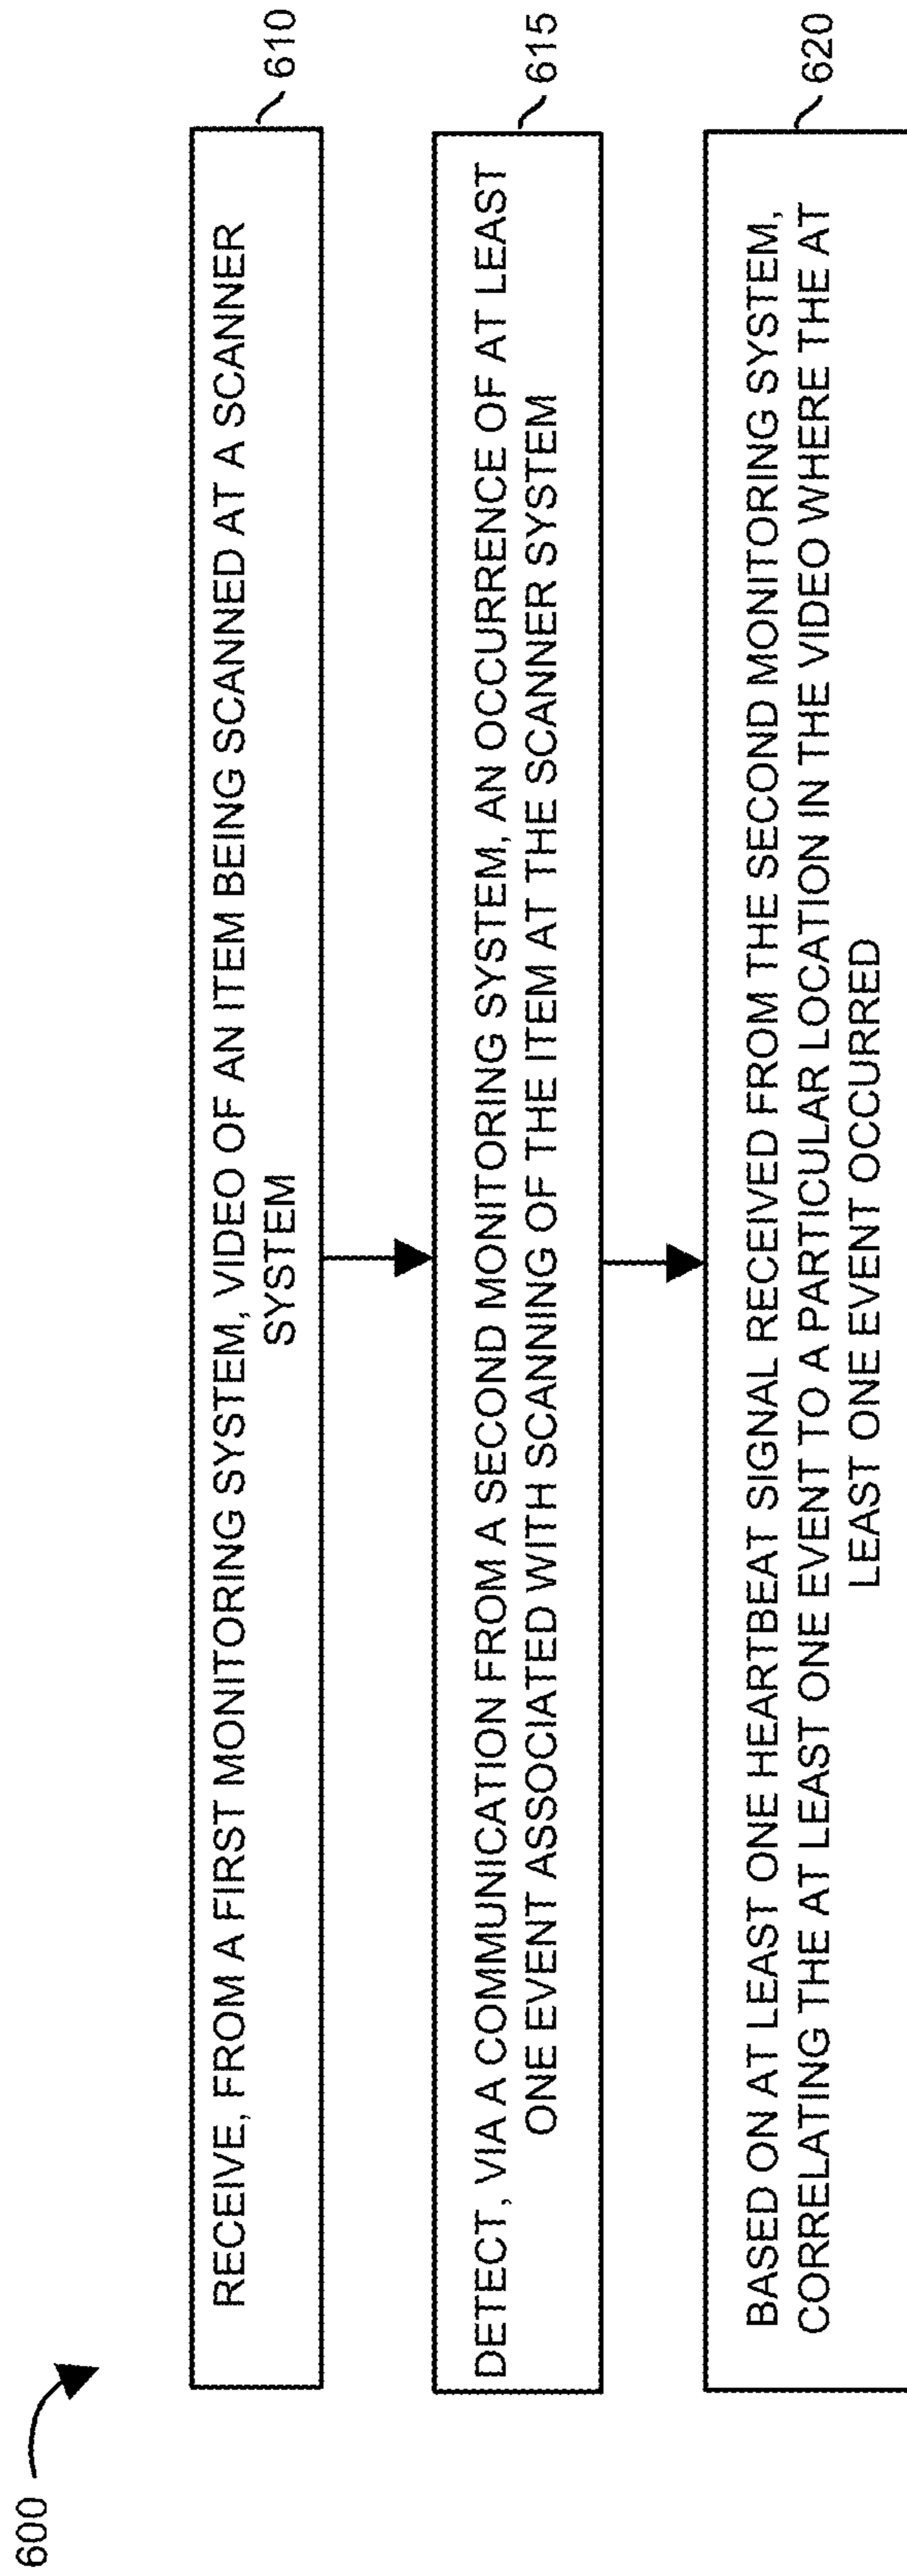 600
RECEIVE, FROM A FIRST MONITORING SYSTEM, VIDEO OF AN ITEM BEING SCANNED AT A SCANNER
SYSTEM
610
DETECT, VIA A COMMUNICATION FROM A SECOND MONITORING SYSTEM, AN OCCURRENCE OF AT LEAST
ONE EVENT ASSOCIATED WITH SCANNING OF THE ITEM AT THE SCANNER SYSTEM
615
BASED ON AT LEAST ONE HEARTBEAT SIGNAL RECEIVED FROM THE SECOND MONITORING SYSTEM,
CORRELATING THE AT LEAST ONE EVENT TO A PARTICULAR LOCATION IN THE VIDEO WHERE THE AT
LEAST ONE EVENT OCCURRED
620